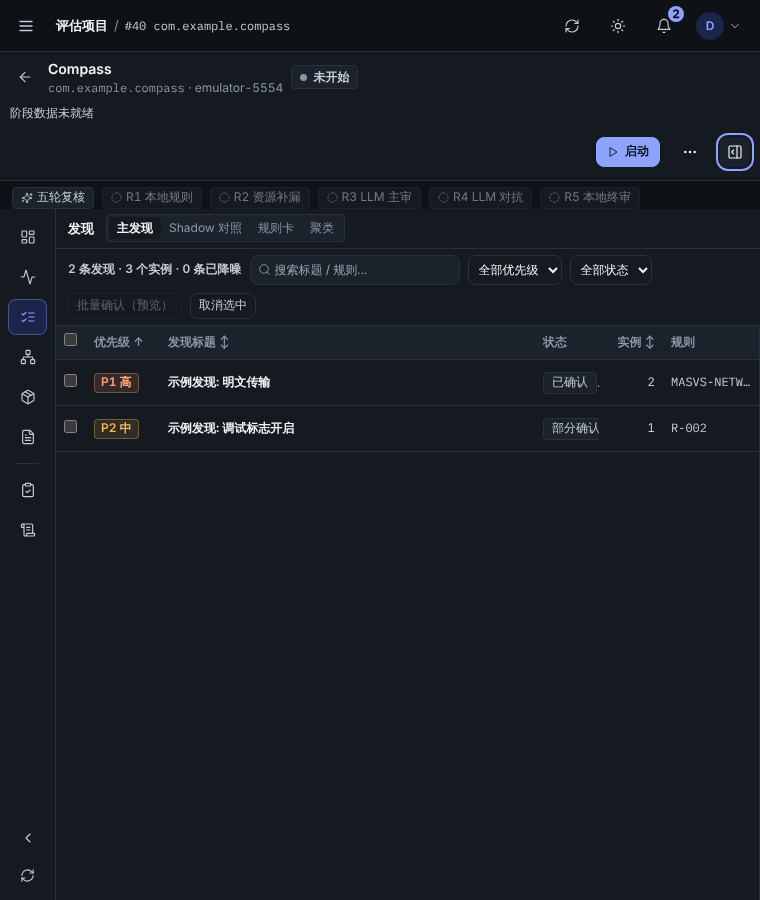 评估项目 / #40 com.example.compass
2
D
Compass
com.example.compass · emulator-5554
未开始
阶段数据未就绪
启动
五轮复核 R1 本地规则 R2 资源补漏 R3 LLM 主审 R4 LLM 对抗 R5 本地终审
发现 主发现 Shadow 对照 规则卡 聚类
2 条发现 · 3 个实例 · 0 条已降噪 搜索标题 / 规则... 全部优先级 全部状态
批量确认（预览） 取消选中
优先级 ↑ 发现标题 状态 实例 规则
P1 高 示例发现: 明文传输 已确认 2 MASVS-NETW…
P2 中 示例发现: 调试标志开启 部分确认 1 R-002